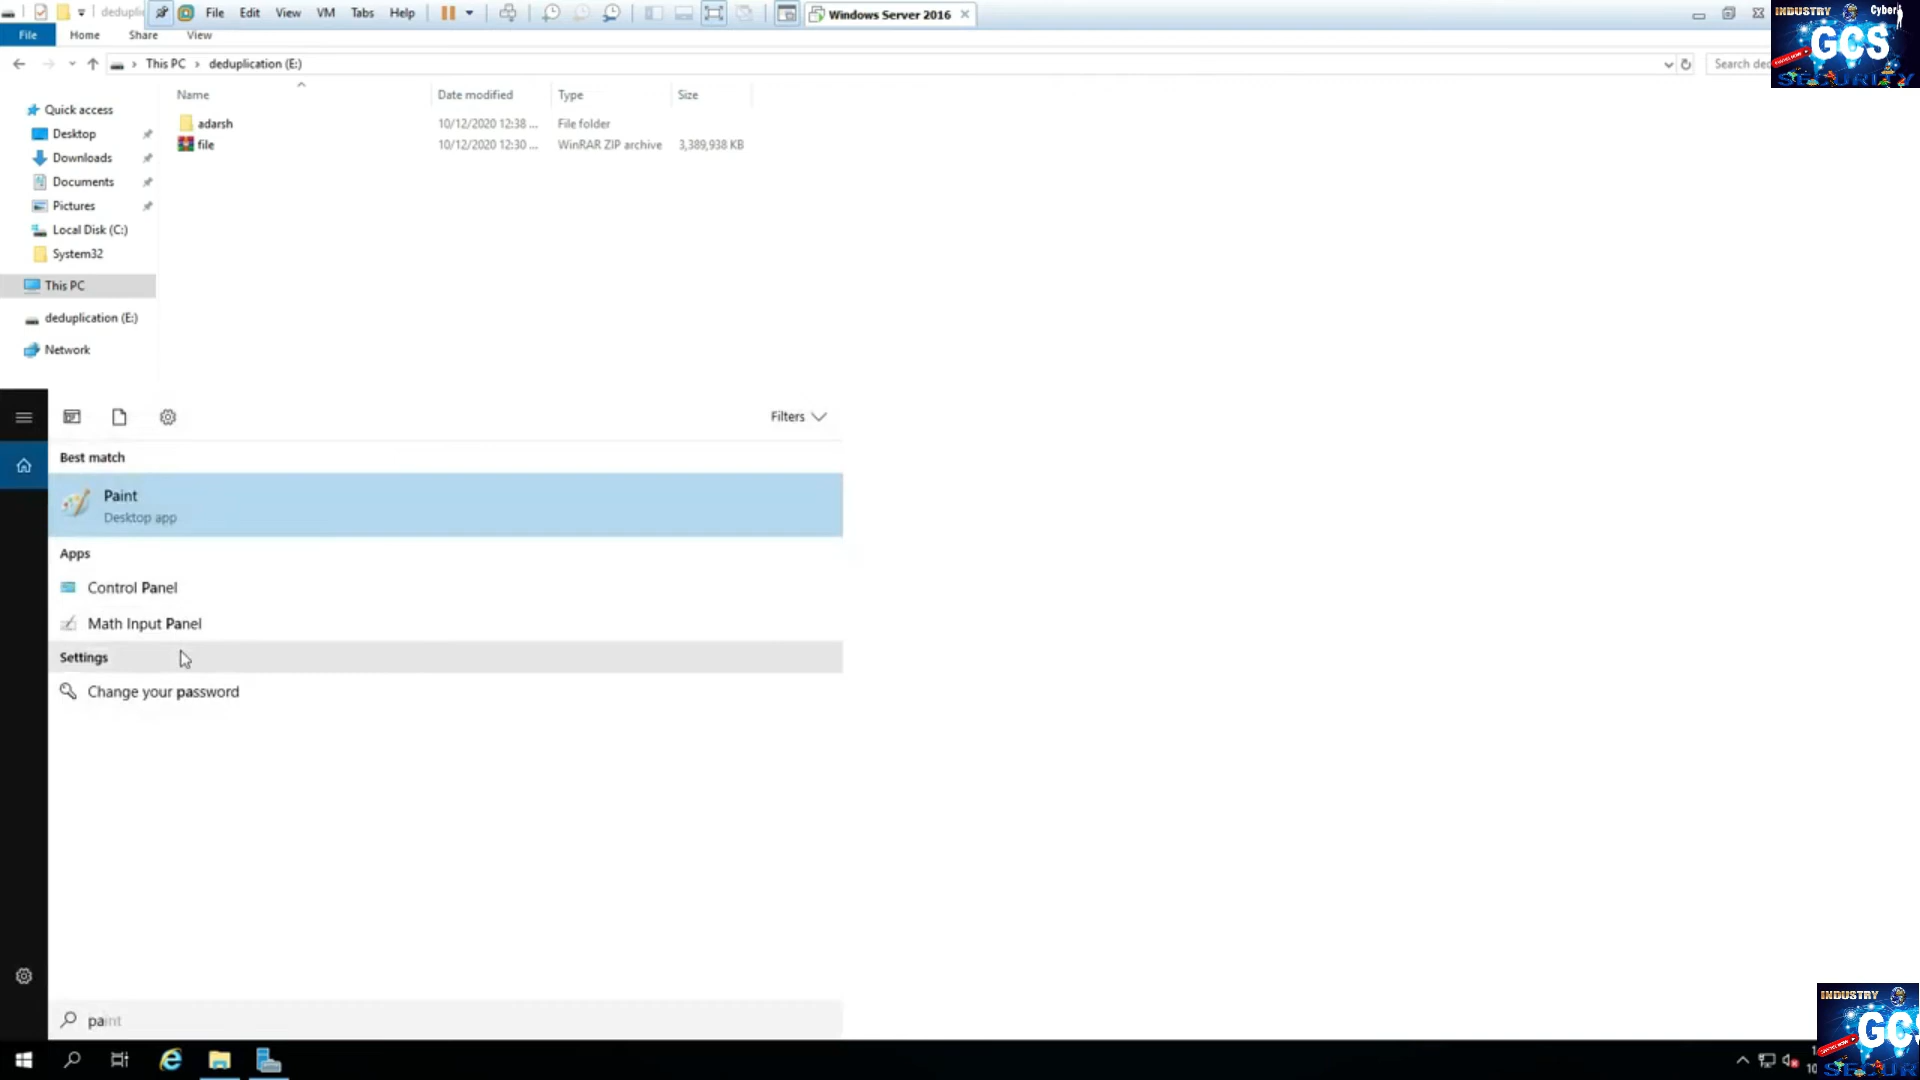 dedupli File Edit View VM Tabs Help Windows Server 2016
File Home Share View
This PC deduplication (E:) Search
Name Date modified Type Size
adarsh 10/12/2020 12:38 ... File folder
file 10/12/2020 12:30 ... WinRAR ZIP archive 3,389,938 KB
Quick access
Desktop
Downloads
Documents
Pictures
Local Disk (C:)
System32
This PC
deduplication (E:)
Network
Filters
Best match
Paint
Desktop app
Apps
Control Panel
Math Input Panel
Settings
Change your password
paint
INDUSTRY Cyber
GCS
SECURITY
INDUSTRY
GCS
SECUR